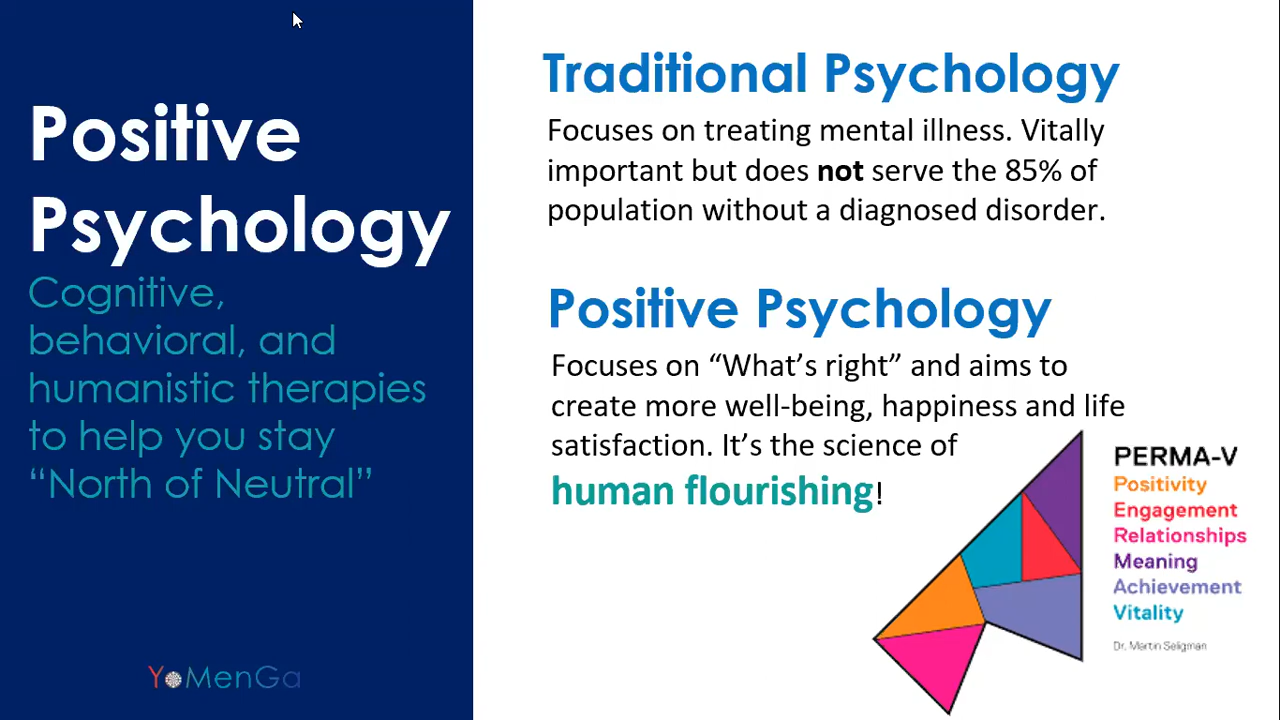 Positive
Psychology
Cognitive,
behavioral, and
humanistic therapies
to help you stay
“North of Neutral”
YoMenGa
Traditional Psychology
Focuses on treating mental illness. Vitally
important but does not serve the 85% of
population without a diagnosed disorder.
Positive Psychology
Focuses on “What’s right” and aims to
create more well-being, happiness and life
satisfaction. It’s the science of
human flourishing!
PERMA-V
Positivity
Engagement
Relationships
Meaning
Achievement
Vitality
Dr. Martin Seligman